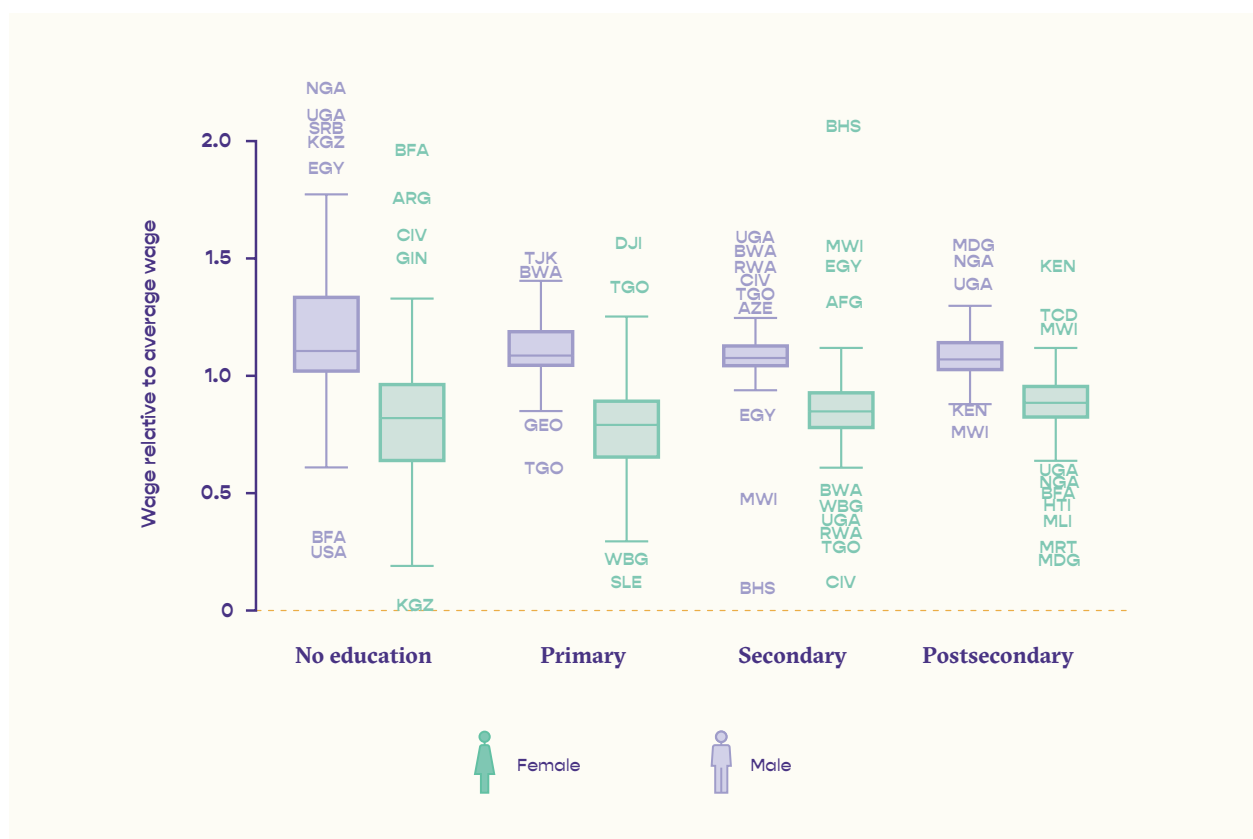 NGA
UGA
SRB
KGZ
EGY
BFA
USA
BFA
ARG
CIV
GIN
KGZ
TJK
BWA
GEO
TGO
DJI
TGO
WBG
SLE
UGA
BWA
RWA
CIV
TGO
AZE
EGY
MWI
BHS
BHS
MWI
EGY
AFG
BWA
WBG
UGA
RWA
TGO
CIV
MDG
NGA
UGA
KEN
MWI
KEN
TCD
MWI
UGA
NGA
BFA
HTI
MLI
MRT
MDG
Wage relative to average wage
2.0
1.5
1.0
0.5
0
No education Primary Secondary Postsecondary
Female Male